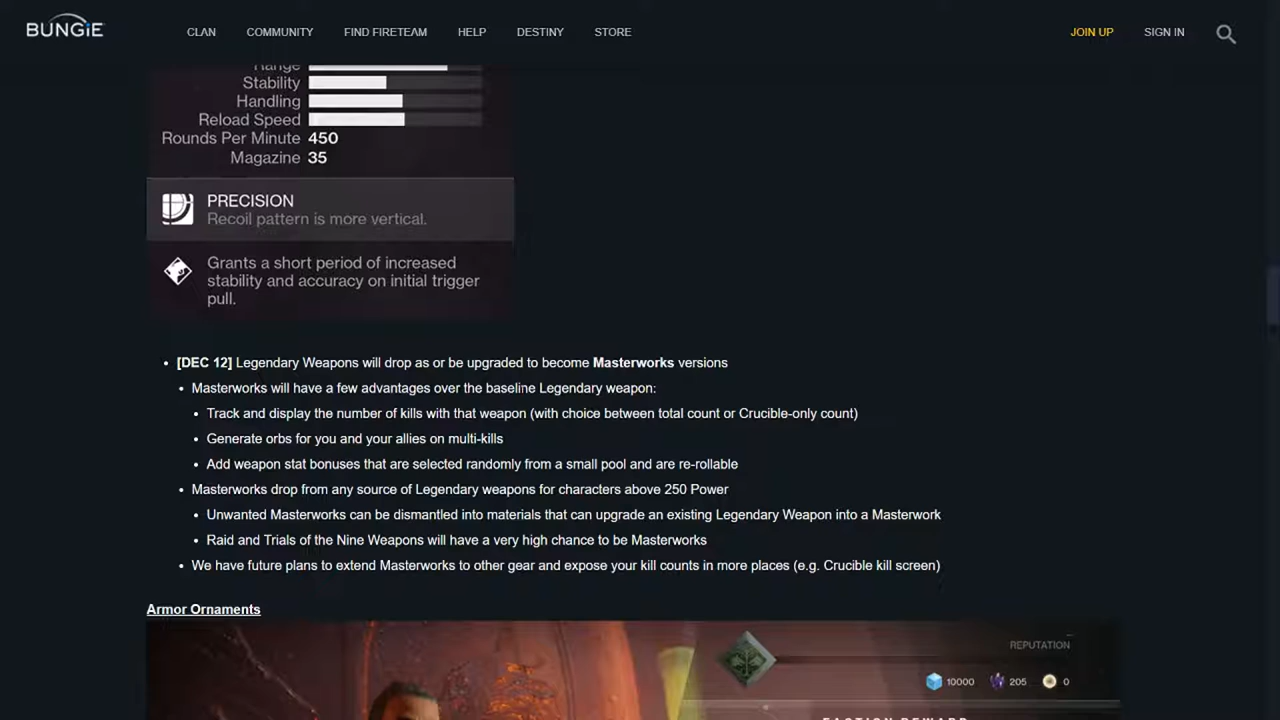 BUNGiE
CLAN COMMUNITY FIND FIRETEAM HELP DESTINY STORE JOIN UP SIGN IN
Range
Stability
Handling
Reload Speed
Rounds Per Minute 450
Magazine 35
PRECISION
Recoil pattern is more vertical.
Grants a short period of increased
stability and accuracy on initial trigger
pull.
• [DEC 12] Legendary Weapons will drop as or be upgraded to become Masterworks versions
• Masterworks will have a few advantages over the baseline Legendary weapon:
• Track and display the number of kills with that weapon (with choice between total count or Crucible-only count)
• Generate orbs for you and your allies on multi-kills
• Add weapon stat bonuses that are selected randomly from a small pool and are re-rollable
• Masterworks drop from any source of Legendary weapons for characters above 250 Power
• Unwanted Masterworks can be dismantled into materials that can upgrade an existing Legendary Weapon into a Masterwork
• Raid and Trials of the Nine Weapons will have a very high chance to be Masterworks
• We have future plans to extend Masterworks to other gear and expose your kill counts in more places (e.g. Crucible kill screen)
Armor Ornaments
REPUTATION
10000 205 0
FACTION REWARD